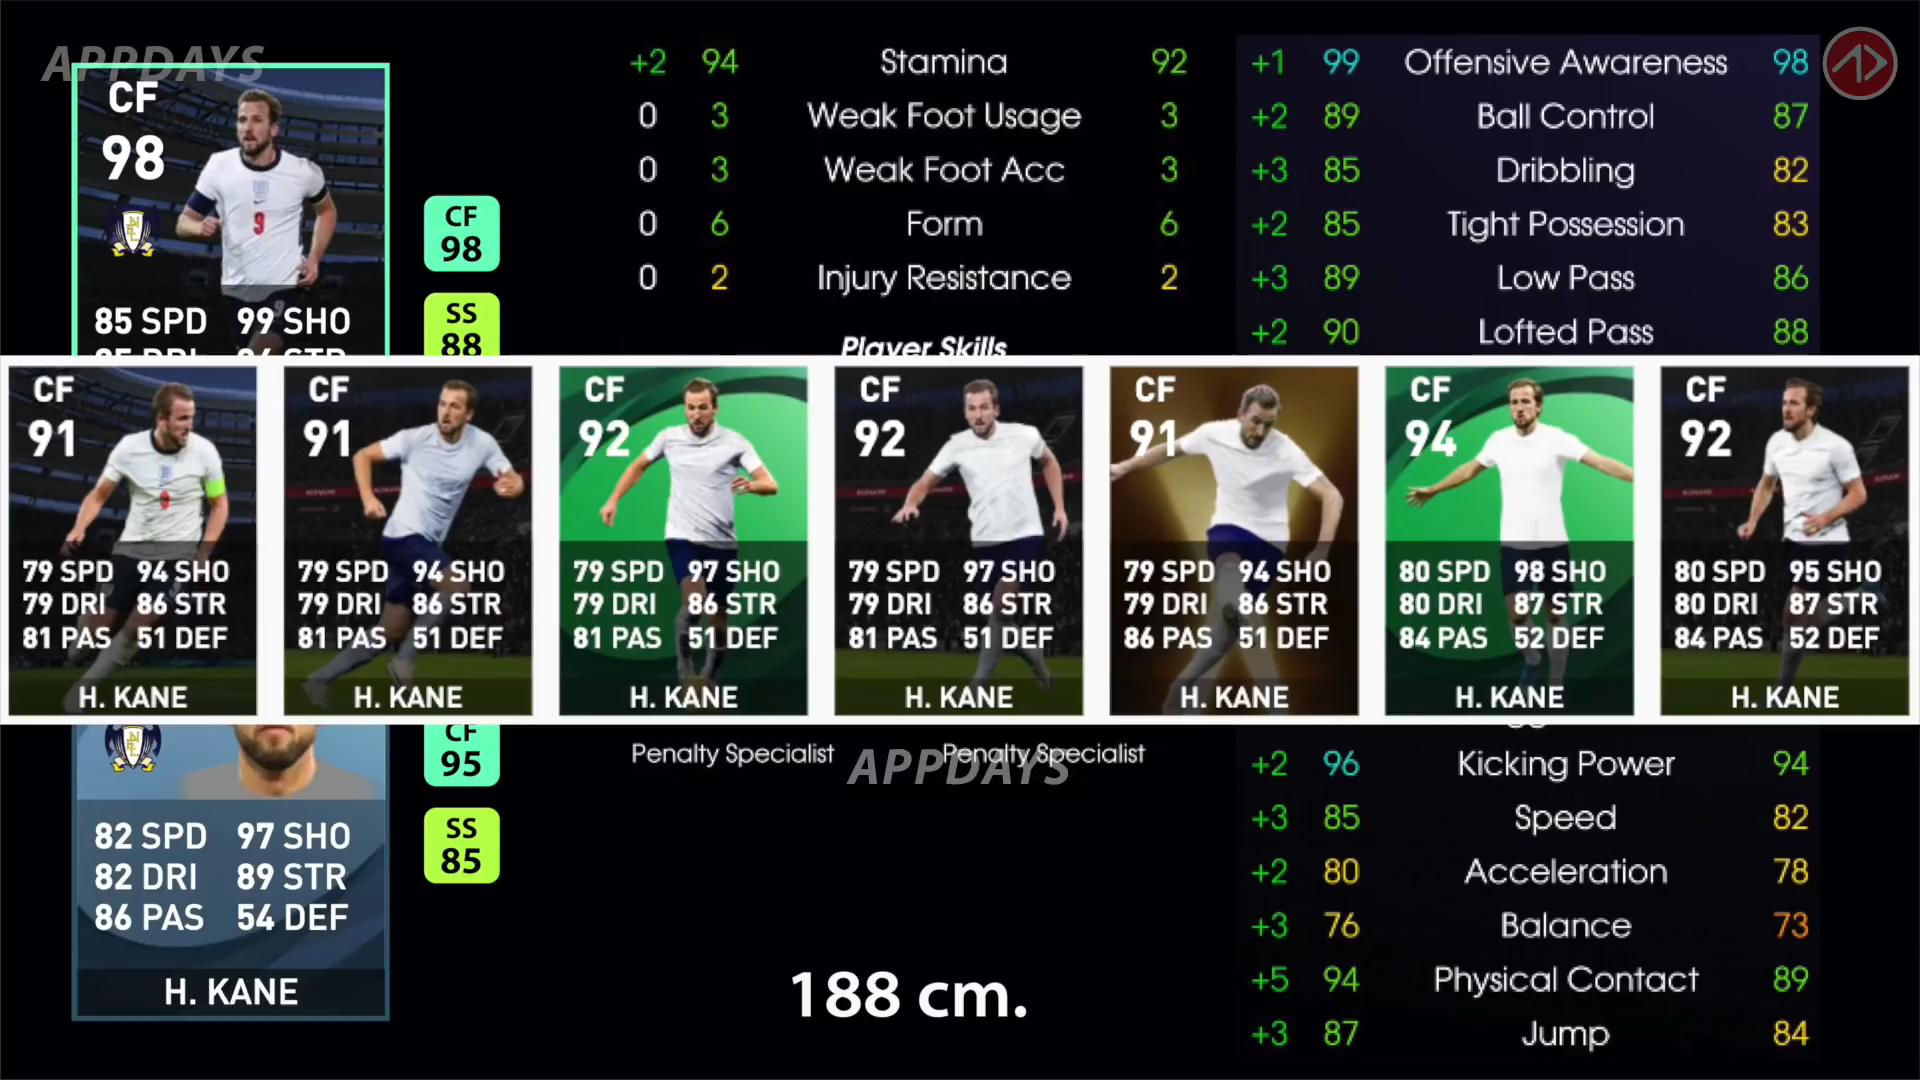 APPDAYS
CF
98
85 SPD 99 SHO
CF
98
SS
88
+2 94 Stamina 92
0 3 Weak Foot Usage 3
0 3 Weak Foot Acc 3
0 6 Form 6
0 2 Injury Resistance 2
Player Skills
+1 99 Offensive Awareness 98
+2 89 Ball Control 87
+3 85 Dribbling 82
+2 85 Tight Possession 83
+3 89 Low Pass 86
+2 90 Lofted Pass 88
CF
91
79 SPD 94 SHO
79 DRI 86 STR
81 PAS 51 DEF
H. KANE
CF
91
79 SPD 94 SHO
79 DRI 86 STR
81 PAS 51 DEF
H. KANE
CF
92
79 SPD 97 SHO
79 DRI 86 STR
81 PAS 51 DEF
H. KANE
CF
92
79 SPD 97 SHO
79 DRI 86 STR
81 PAS 51 DEF
H. KANE
CF
91
79 SPD 94 SHO
79 DRI 86 STR
86 PAS 51 DEF
H. KANE
CF
94
80 SPD 98 SHO
80 DRI 87 STR
84 PAS 52 DEF
H. KANE
CF
92
80 SPD 95 SHO
80 DRI 87 STR
84 PAS 52 DEF
H. KANE
CF
95
SS
85
82 SPD 97 SHO
82 DRI 89 STR
86 PAS 54 DEF
H. KANE
Penalty Specialist Penalty Specialist
APPDAYS
188 cm.
+2 96 Kicking Power 94
+3 85 Speed 82
+2 80 Acceleration 78
+3 76 Balance 73
+5 94 Physical Contact 89
+3 87 Jump 84